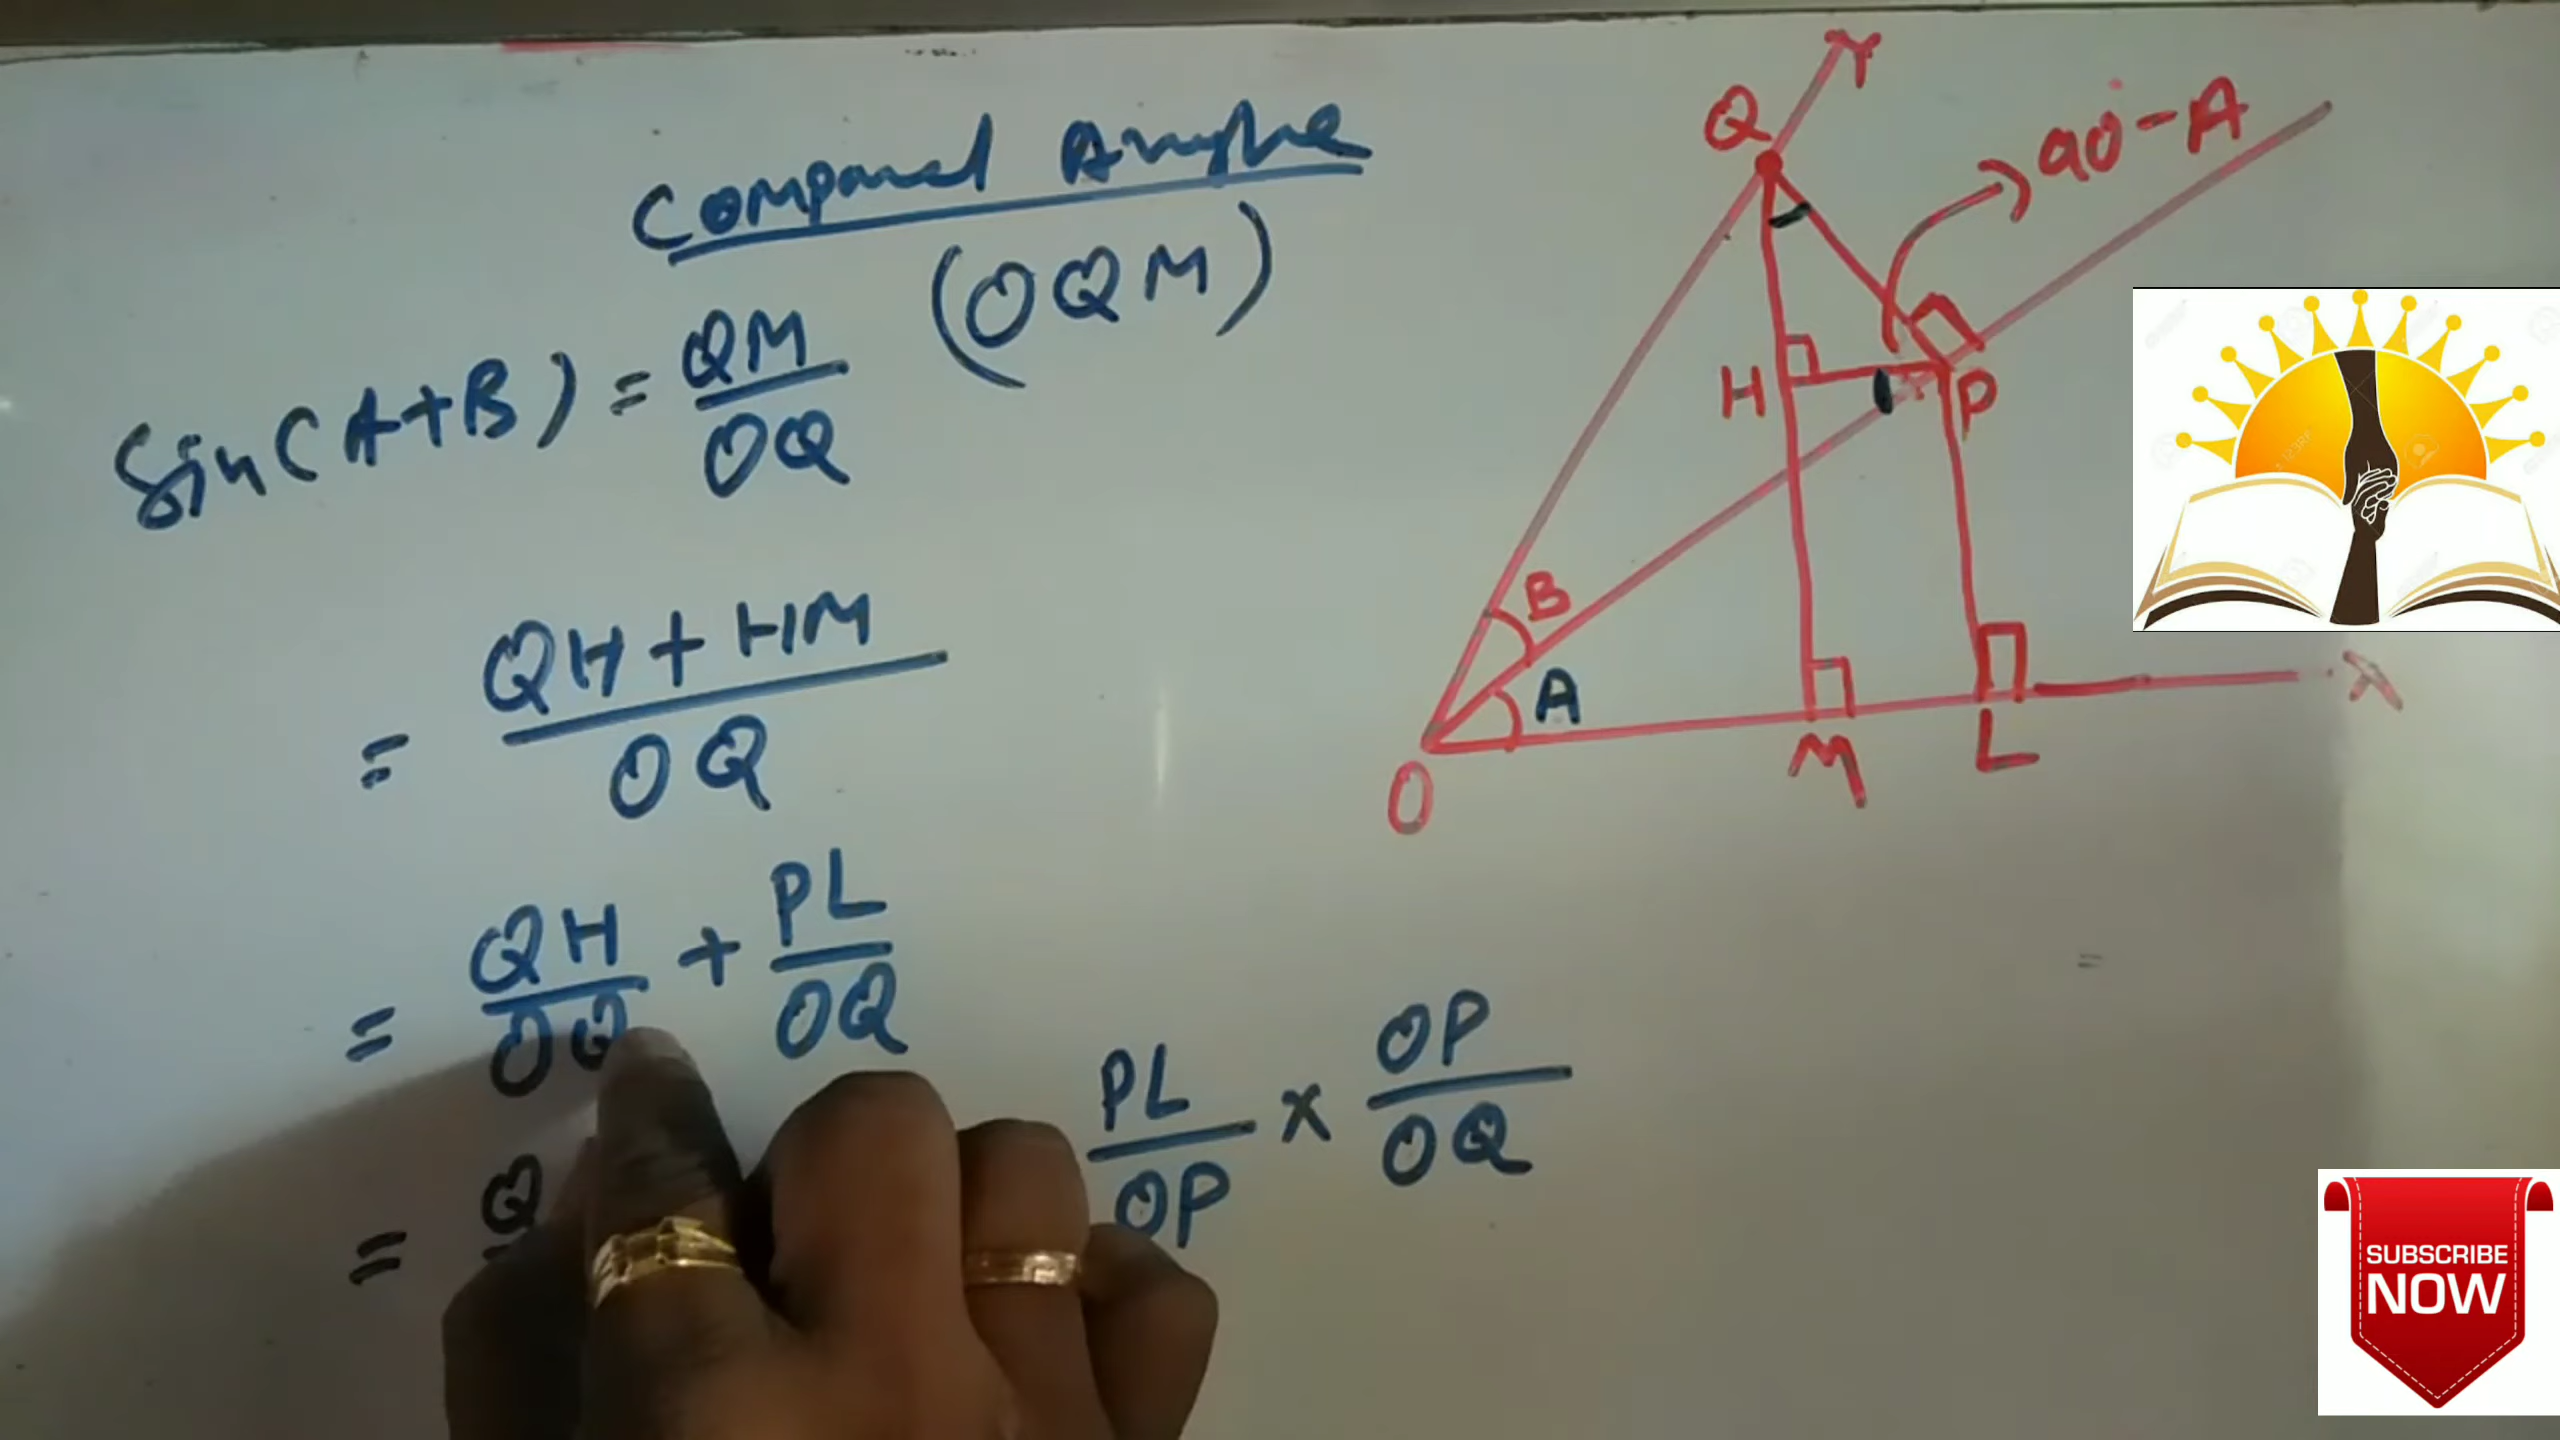 Compound Angle
Sin(A+B) = QM/OQ (OQM)
= QH+HM/OQ
= QH/OQ + PL/OQ
= Q
PL/OP x OP/OQ
Y
Q
90°-A
H
P
B
A
O
M
L
X
SUBSCRIBE
NOW